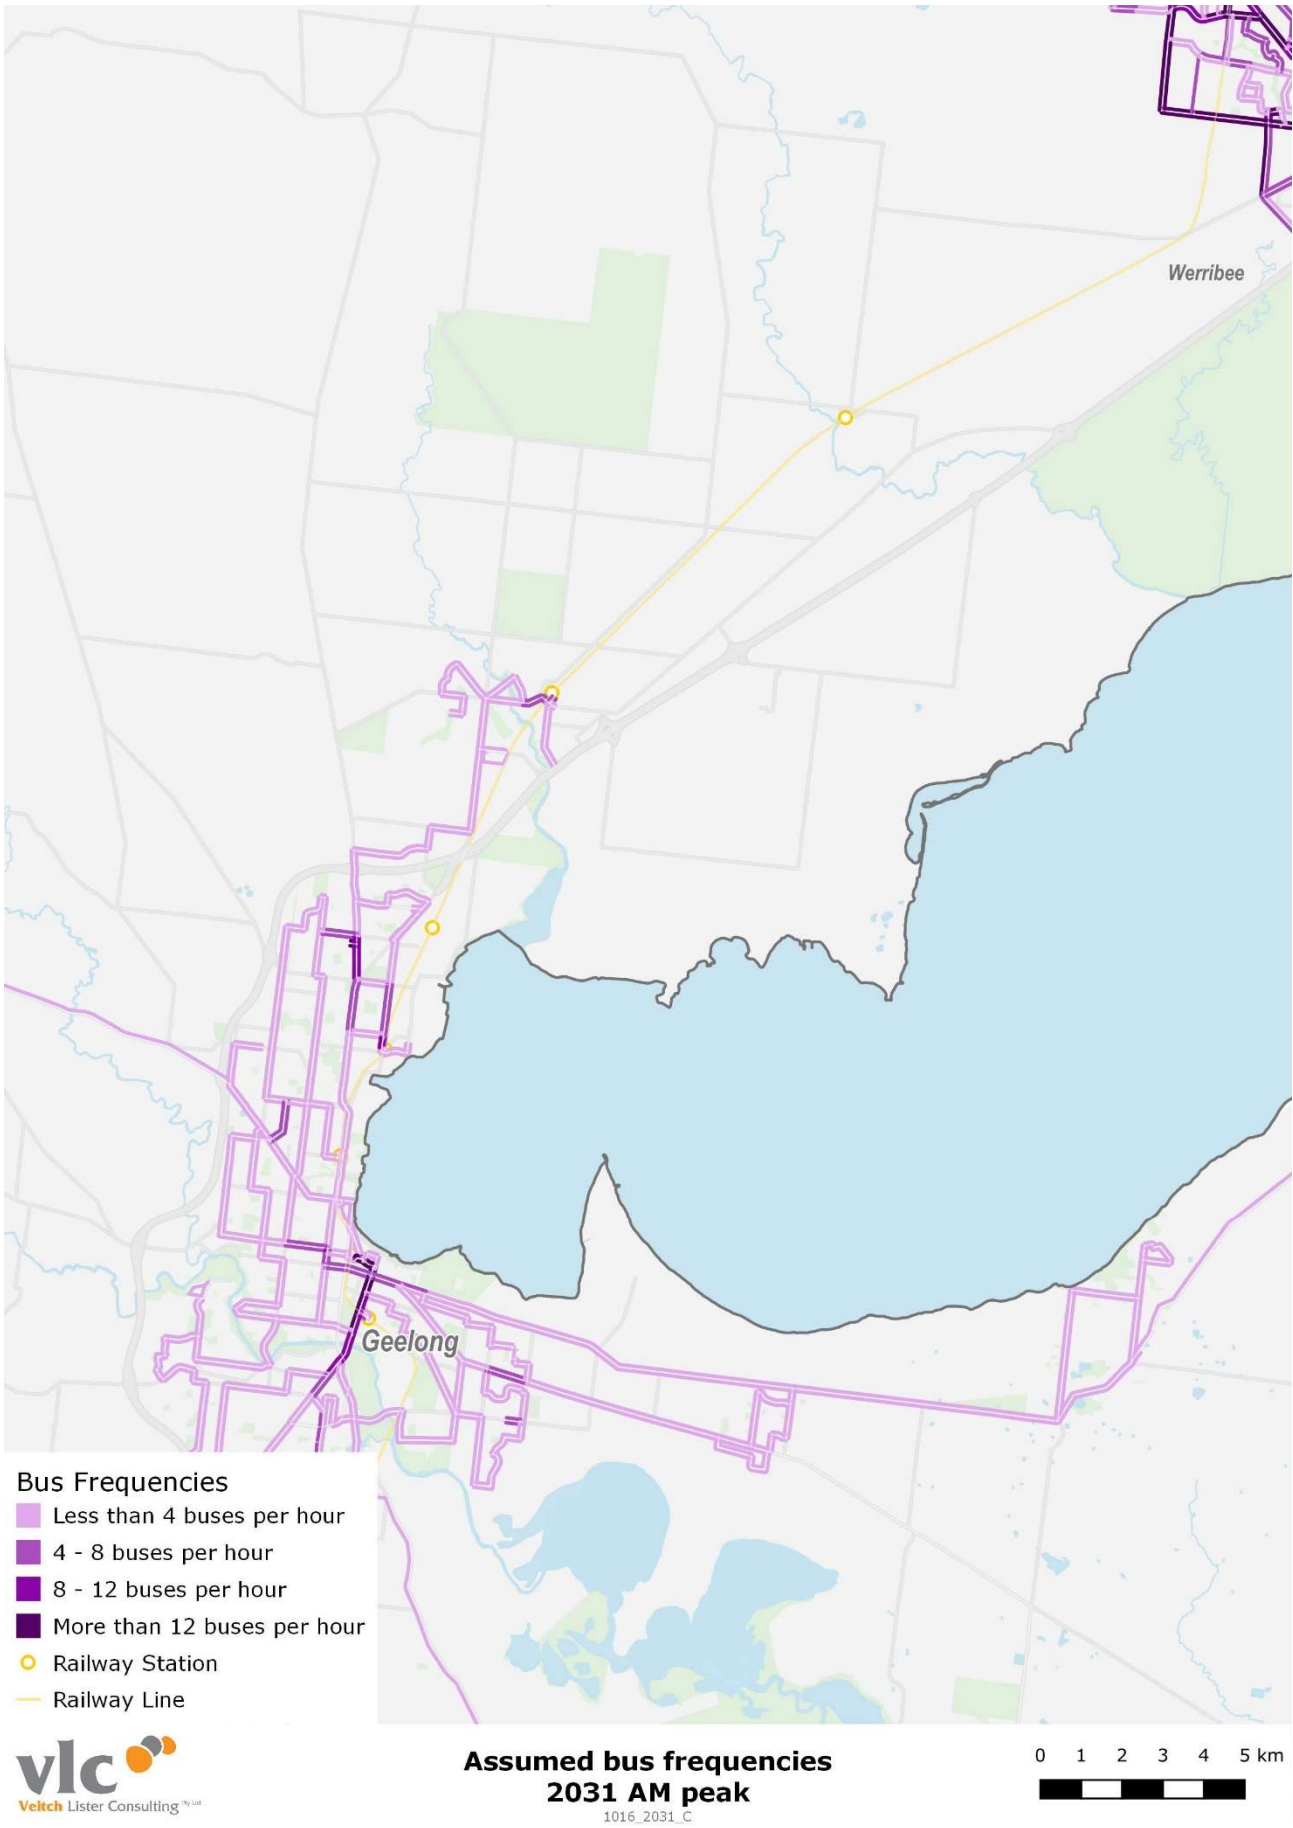 Werribee
Geelong
Bus Frequencies
Less than 4 buses per hour
4 - 8 buses per hour
8 - 12 buses per hour
More than 12 buses per hour
Railway Station
Railway Line
vlc
Veitch Lister Consulting Pty Ltd
Assumed bus frequencies
2031 AM peak
1016_2031_C
0 1 2 3 4 5 km